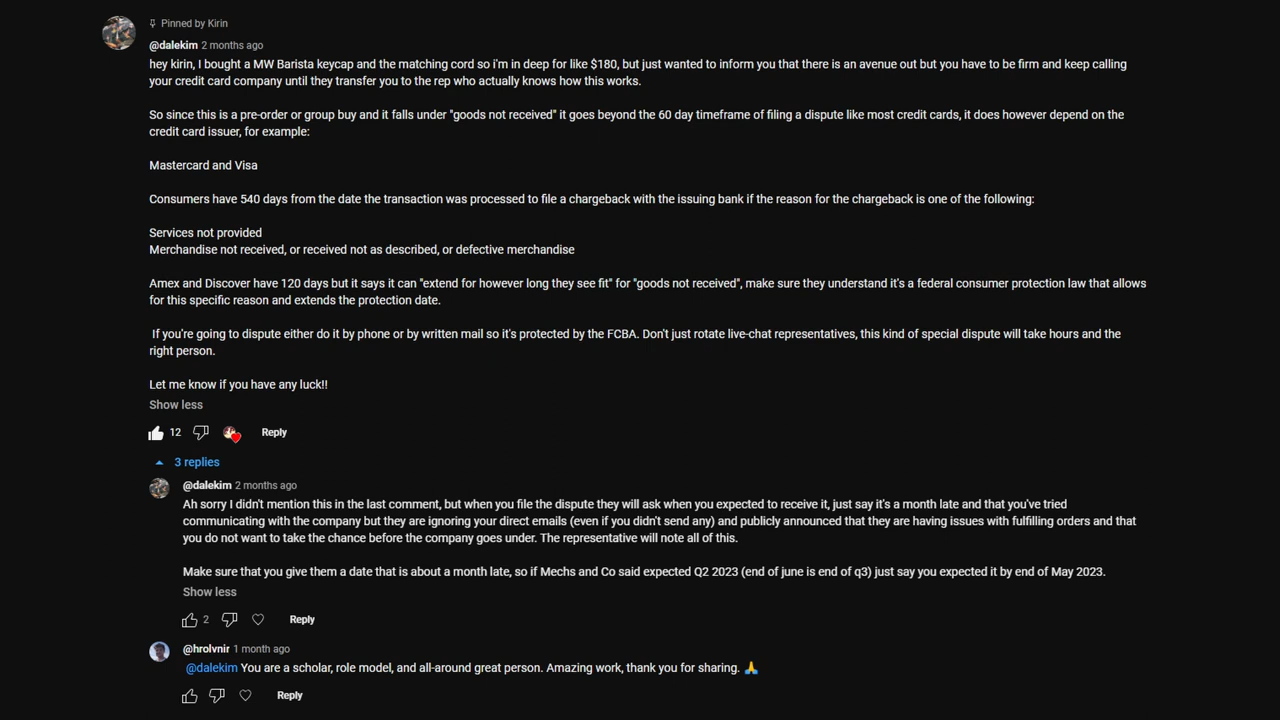 Pinned by Kirin
@dalekim 2 months ago
hey kirin, I bought a MW Barista keycap and the matching cord so i'm in deep for like $180, but just wanted to inform you that there is an avenue out but you have to be firm and keep calling
your credit card company until they transfer you to the rep who actually knows how this works.
So since this is a pre-order or group buy and it falls under "goods not received" it goes beyond the 60 day timeframe of filing a dispute like most credit cards, it does however depend on the
credit card issuer, for example:
Mastercard and Visa
Consumers have 540 days from the date the transaction was processed to file a chargeback with the issuing bank if the reason for the chargeback is one of the following:
Services not provided
Merchandise not received, or received not as described, or defective merchandise
Amex and Discover have 120 days but it says it can "extend for however long they see fit" for "goods not received", make sure they understand it's a federal consumer protection law that allows
for this specific reason and extends the protection date.
If you're going to dispute either do it by phone or by written mail so it's protected by the FCBA. Don't just rotate live-chat representatives, this kind of special dispute will take hours and the
right person.
Let me know if you have any luck!!
Show less
12 Reply
3 replies
@dalekim 2 months ago
Ah sorry I didn't mention this in the last comment, but when you file the dispute they will ask when you expected to receive it, just say it's a month late and that you've tried
communicating with the company but they are ignoring your direct emails (even if you didn't send any) and publicly announced that they are having issues with fulfilling orders and that
you do not want to take the chance before the company goes under. The representative will note all of this.
Make sure that you give them a date that is about a month late, so if Mechs and Co said expected Q2 2023 (end of june is end of q3) just say you expected it by end of May 2023.
Show less
2 Reply
@hrolvnir 1 month ago
@dalekim You are a scholar, role model, and all-around great person. Amazing work, thank you for sharing. 🙏
Reply